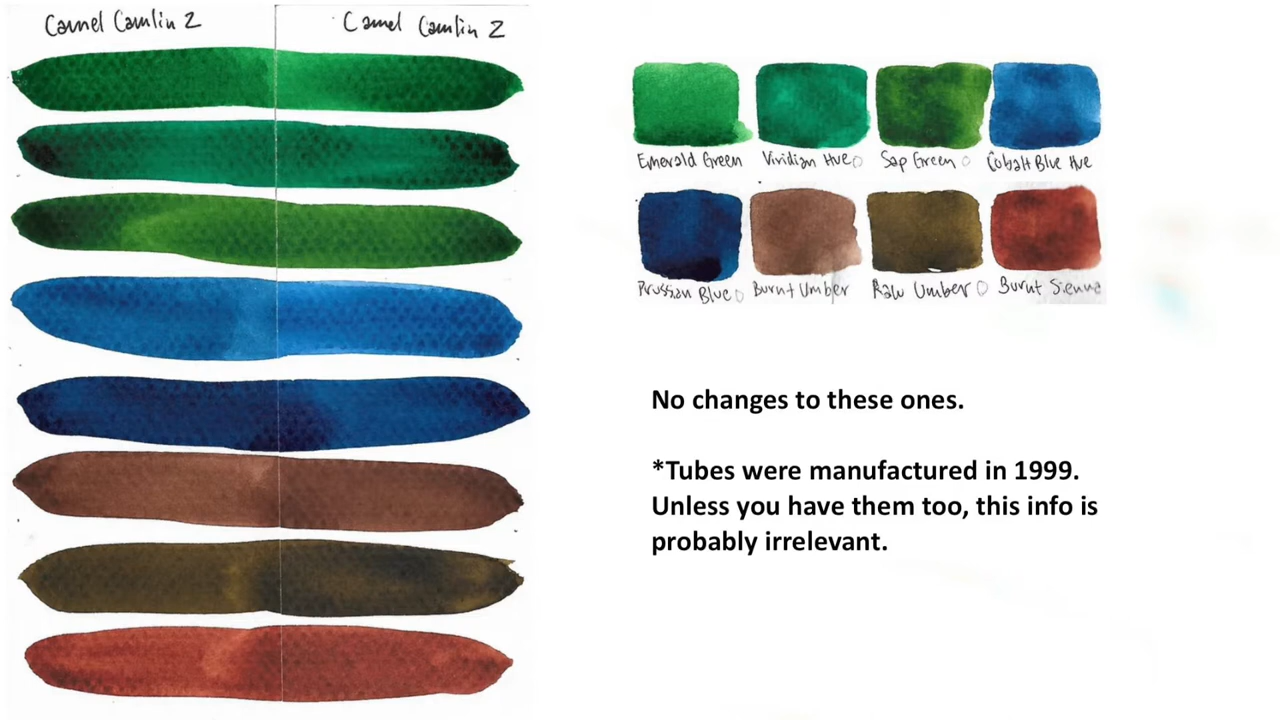 Camel Camlin 2
Camel Camlin 2
Emerald Green
Viridian Hue
Sap Green
Cobalt Blue Hue
Prussian Blue
Burnt Umber
Raw Umber
Burnt Sienna
No changes to these ones.
*Tubes were manufactured in 1999.
Unless you have them too, this info is
probably irrelevant.